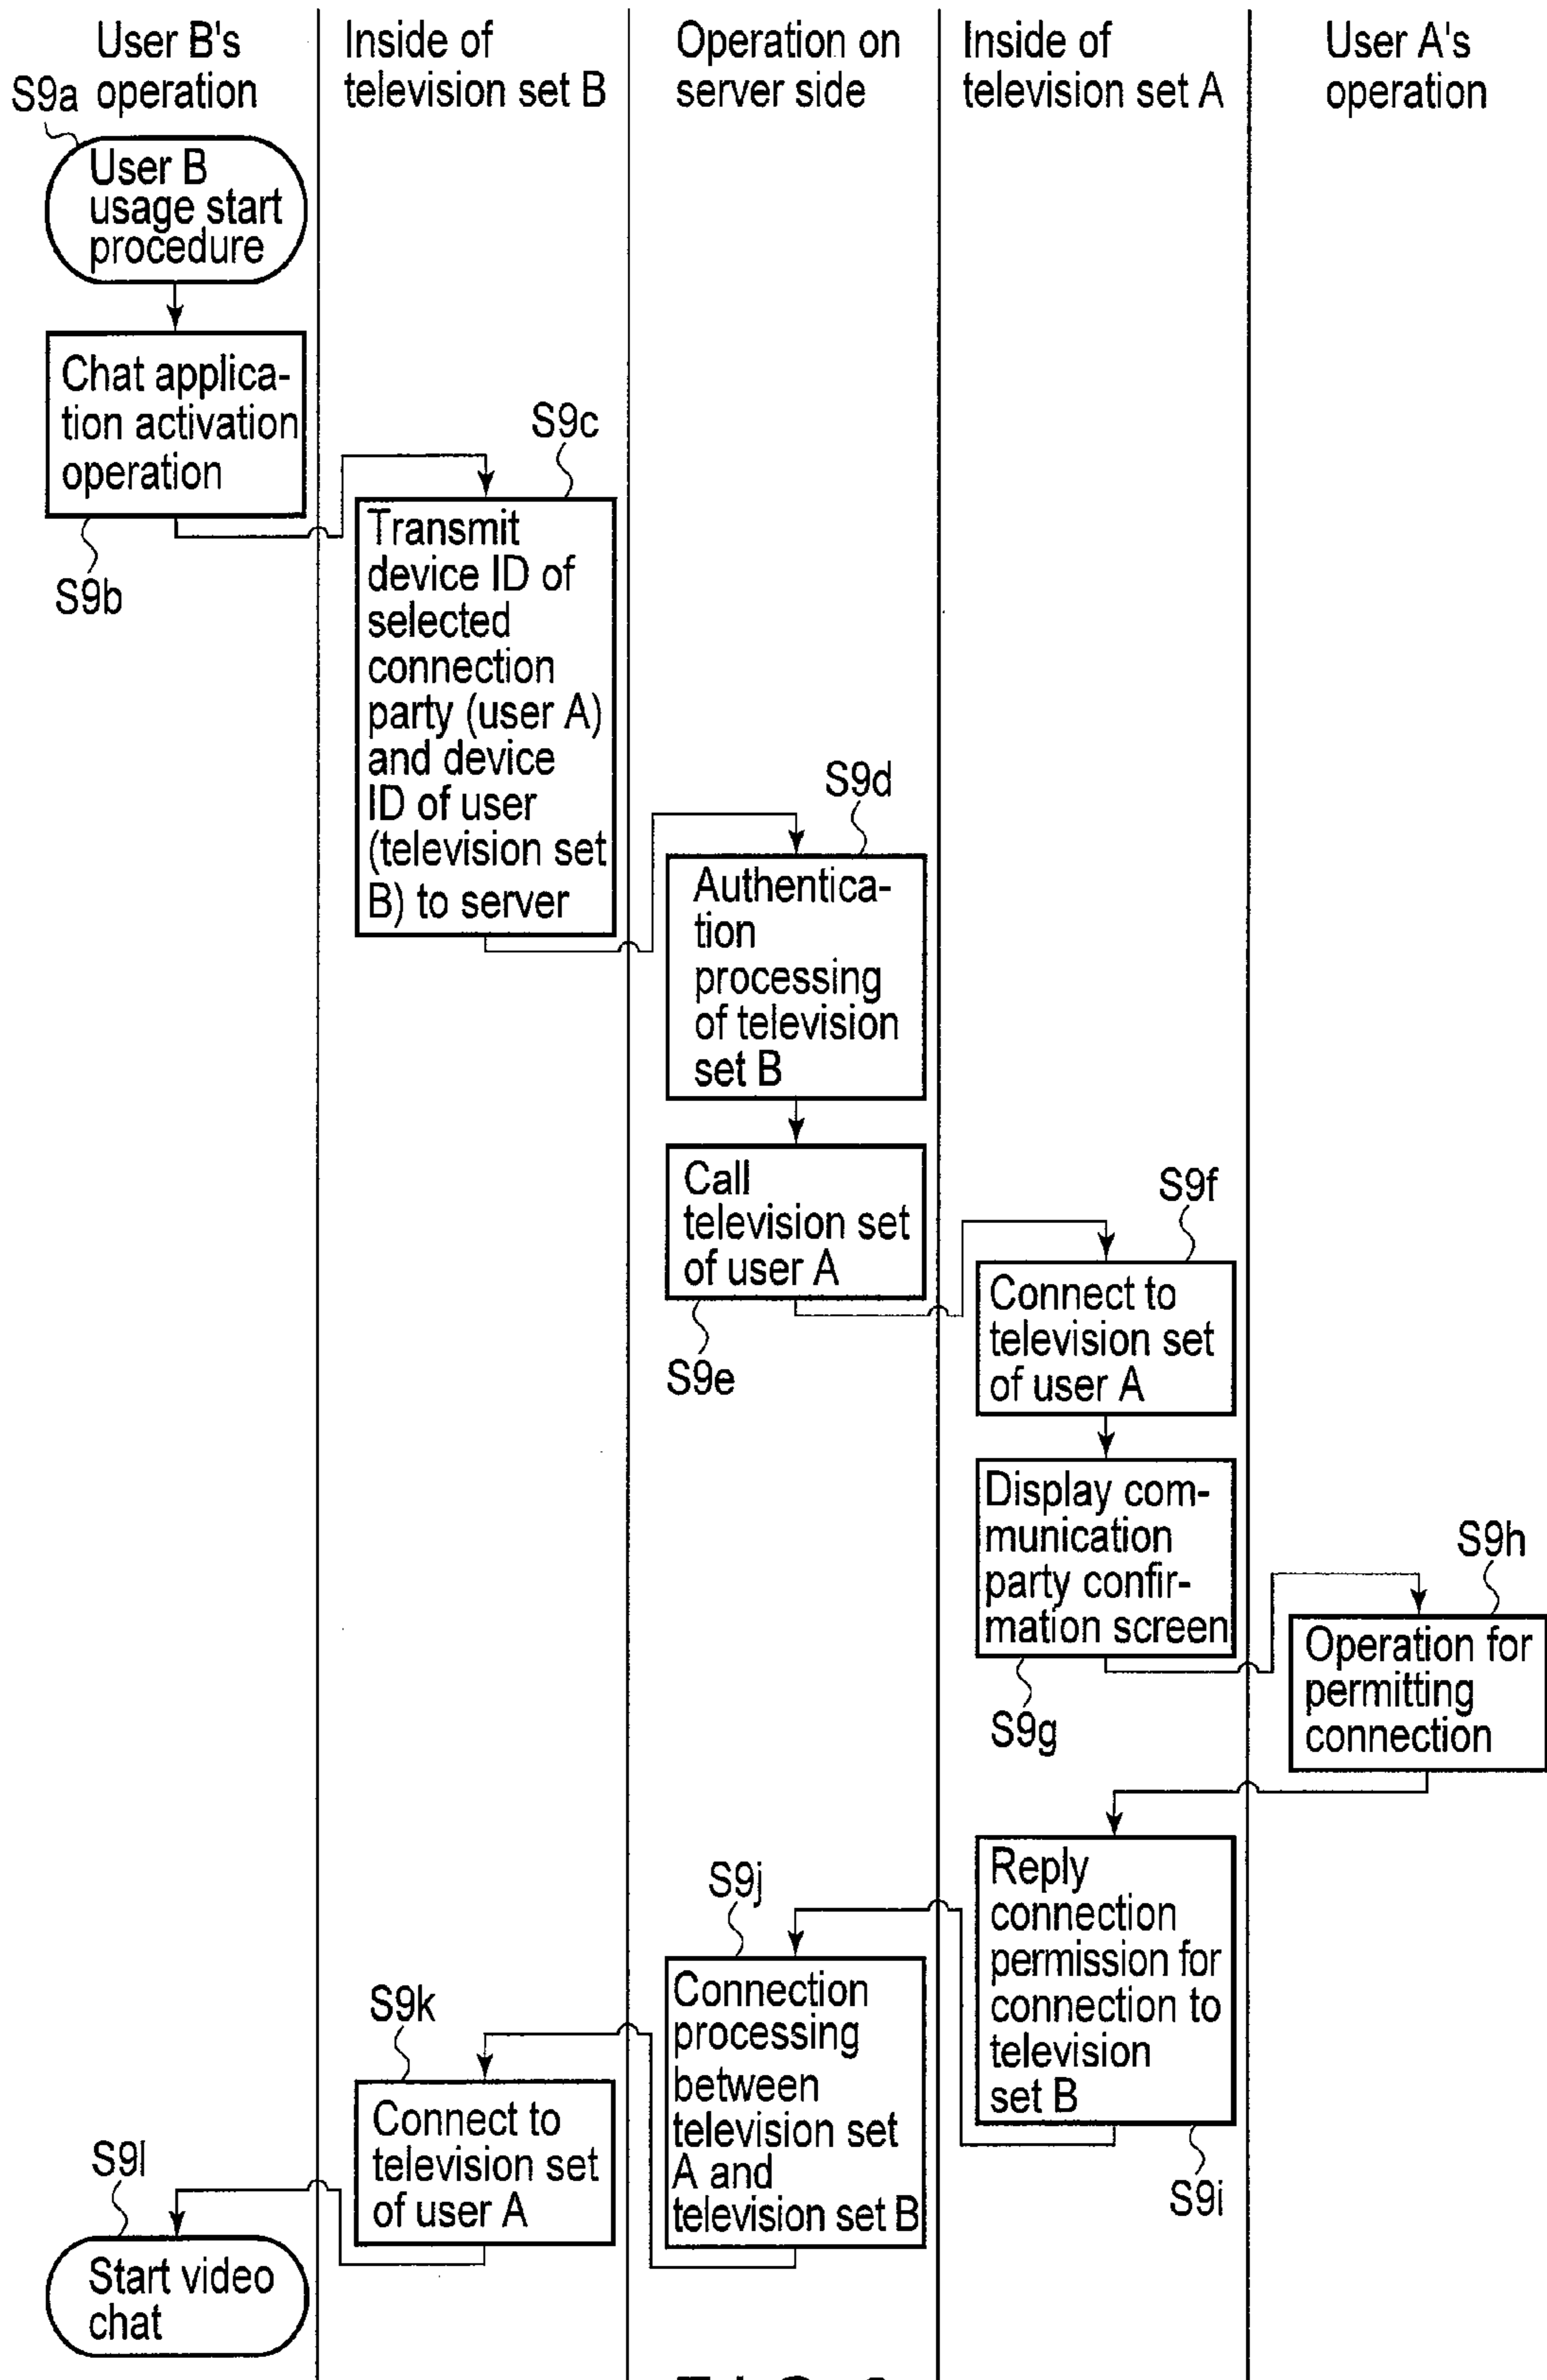 User B's
operation
Inside of
television set B
Operation on
server side
Inside of
television set A
User A's
operation
S9a
User B
usage start
procedure
Chat applica-
tion activation
operation
S9b
S9c
Transmit
device ID of
selected
connection
party (user A)
and device
ID of user
(television set
B) to server
S9d
Authentica-
tion
processing
of television
set B
Call
television set
of user A
S9e
S9f
Connect to
television set
of user A
Display com-
munication
party confir-
mation screen
S9g
S9h
Operation for
permitting
connection
Reply
connection
permission for
connection to
television
set B
S9i
S9j
Connection
processing
between
television set
A and
television set B
S9k
Connect to
television set
of user A
S9l
Start video
chat